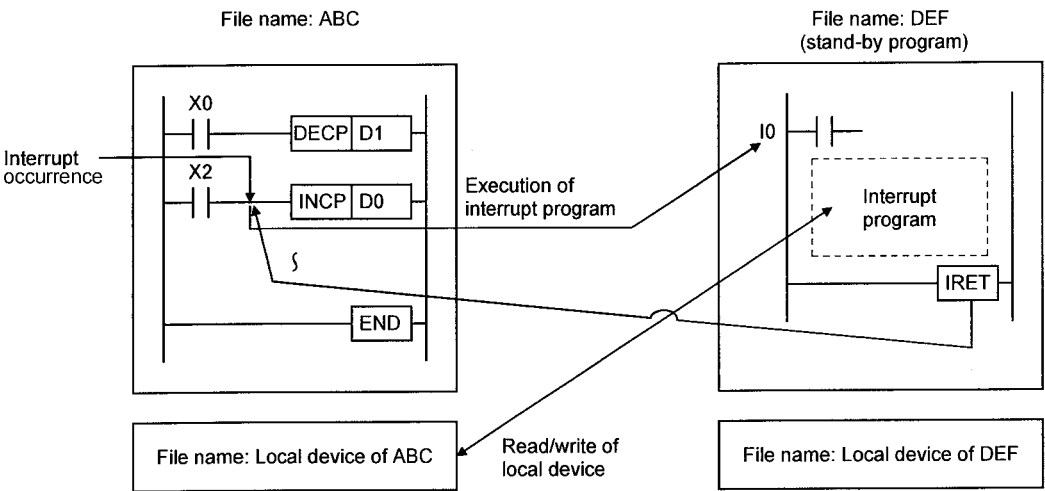 File name: ABC
File name: DEF
(stand-by program)
X0
DECP D1
I0
Interrupt
occurrence
X2
INCP D0
Execution of
interrupt program
Interrupt
program
IRET
END
File name: Local device of ABC
Read/write of
local device
File name: Local device of DEF